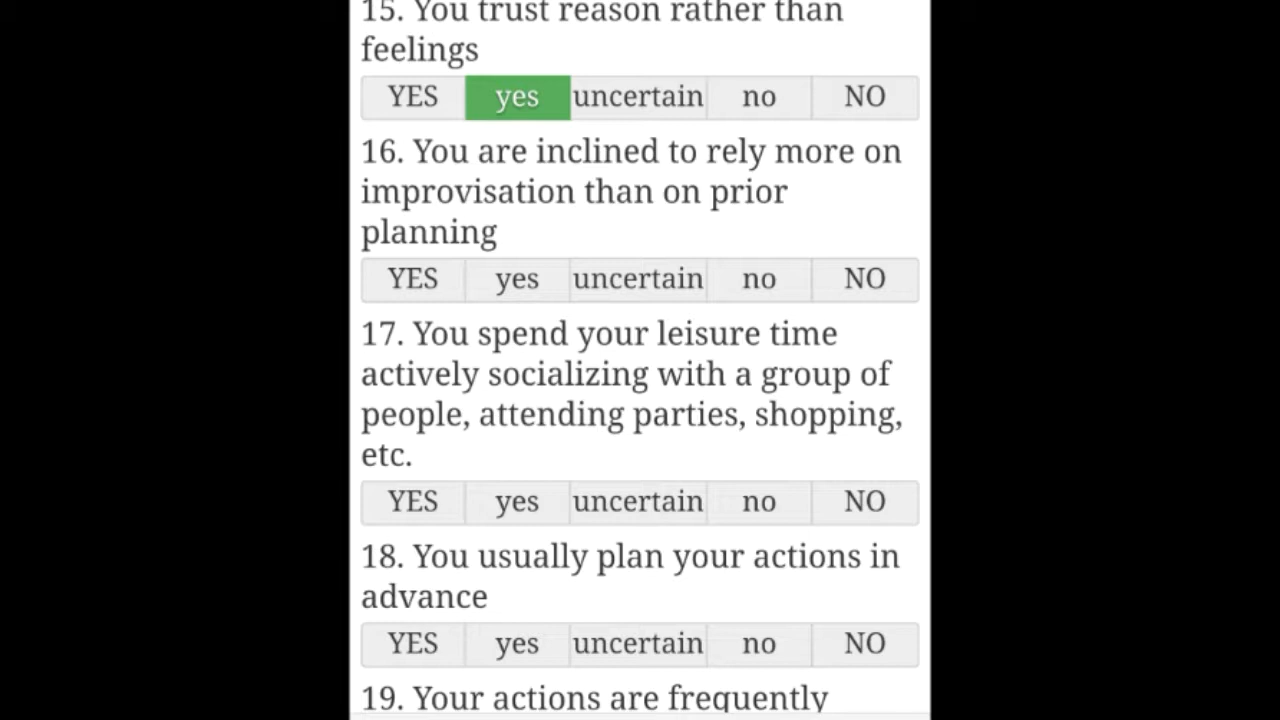 15. You trust reason rather than
feelings
YES yes uncertain no NO
16. You are inclined to rely more on
improvisation than on prior
planning
YES yes uncertain no NO
17. You spend your leisure time
actively socializing with a group of
people, attending parties, shopping,
etc.
YES yes uncertain no NO
18. You usually plan your actions in
advance
YES yes uncertain no NO
19. Your actions are frequently